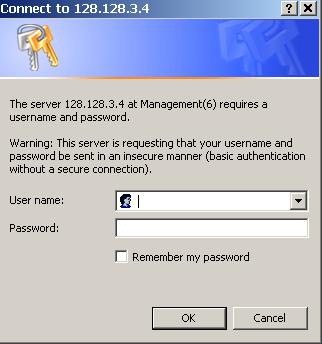 Connect to 128.128.3.4
The server 128.128.3.4 at Management(6) requires a
username and password.
Warning: This server is requesting that your username and
password be sent in an insecure manner (basic authentication
without a secure connection).
User name:
Password:
Remember my password
OK
Cancel